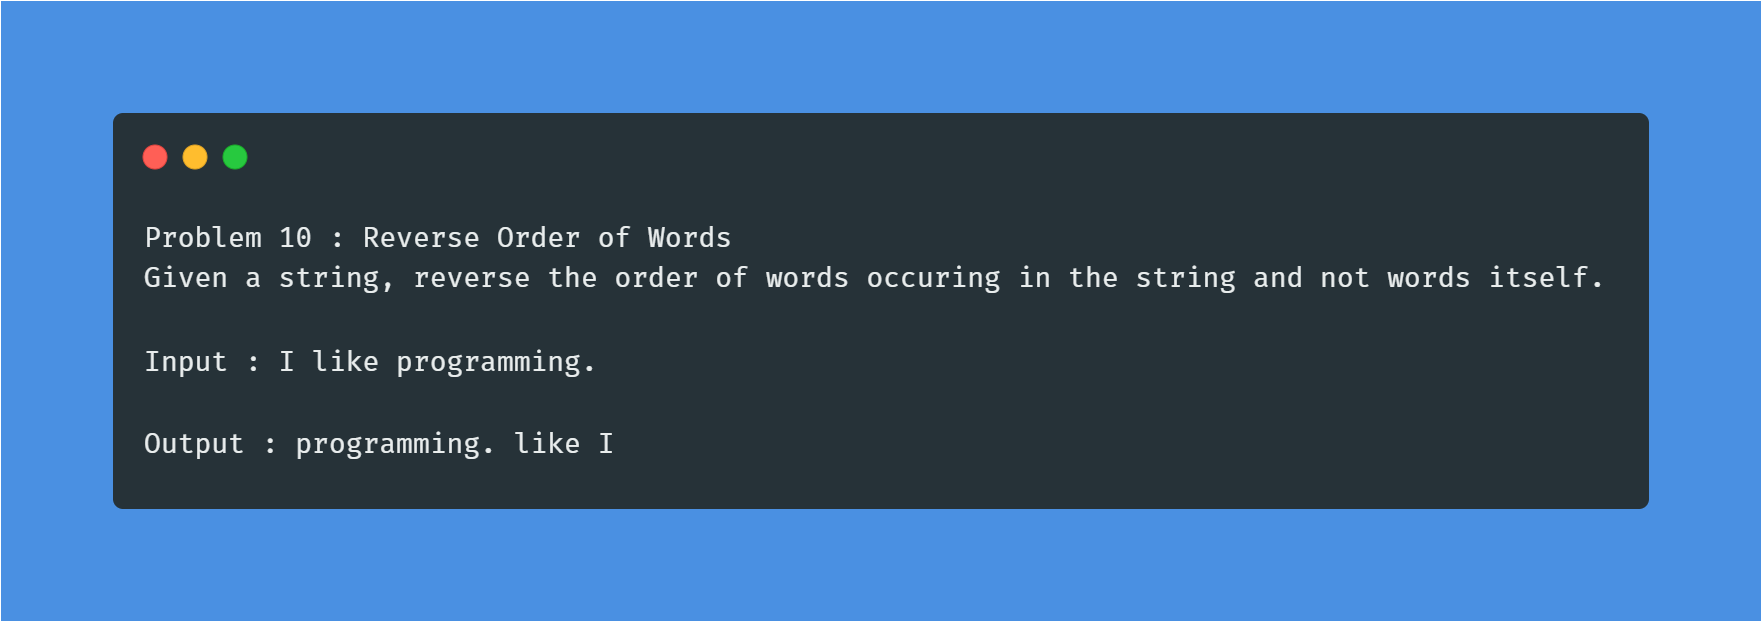 Problem 10 : Reverse Order of Words
Given a string, reverse the order of words occuring in the string and not words itself.
Input : I like programming.
Output : programming. like I